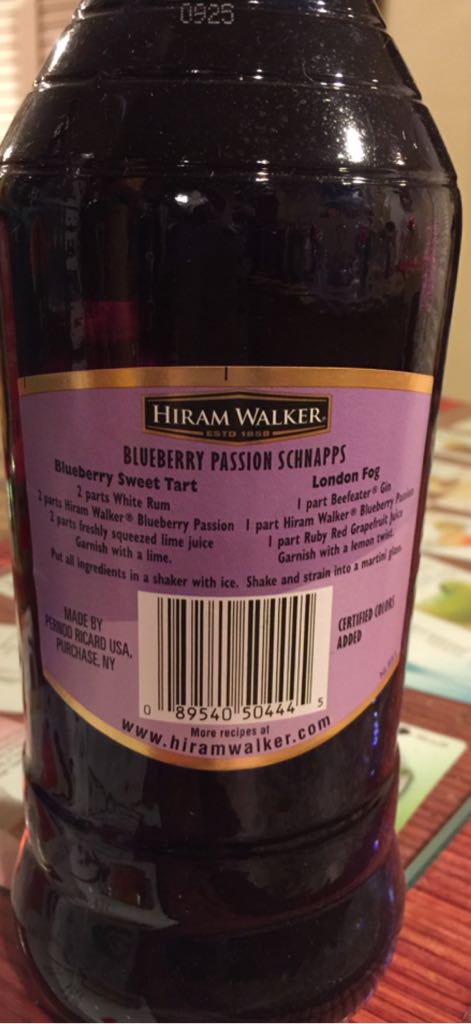 0925
HIRAM WALKER®
ESTD 1858
BLUEBERRY PASSION SCHNAPPS
Blueberry Sweet Tart
2 parts White Rum
2 parts Hiram Walker® Blueberry Passion
2 parts freshly squeezed lime juice
Garnish with a lime.
London Fog
1 part Beefeater® Gin
1 part Hiram Walker® Blueberry Passion
1 part Ruby Red Grapefruit Juice
Garnish with a lemon twist.
Put all ingredients in a shaker with ice. Shake and strain into a martini glass.
MADE BY
PERNOD RICARD USA,
PURCHASE, NY
CERTIFIED COLORS
ADDED
0 89540 50444 5
More recipes at
www.hiramwalker.com